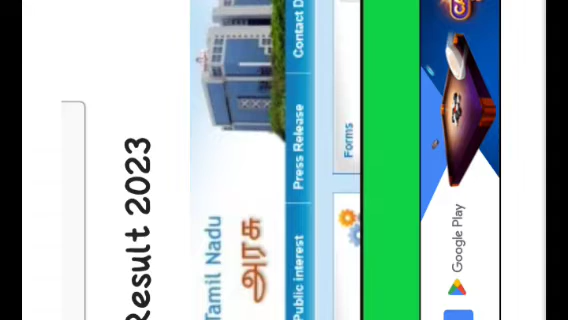 Result 2023
Tamil Nadu
அரசு
Public interest
Press Release
Contact D
Forms
Google Play